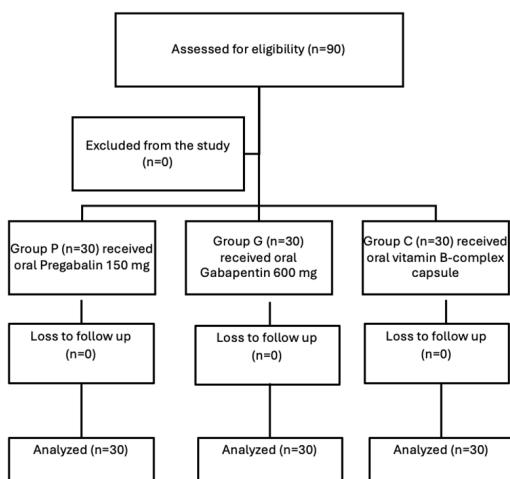 Assessed for eligibility (n=90)
Excluded from the study
(n=0)
Group P (n=30) received
oral Pregabalin 150 mg
Group G (n=30)
received oral
Gabapentin 600 mg
Group C (n=30) received
oral vitamin B-complex
capsule
Loss to follow up
(n=0)
Loss to follow up
(n=0)
Loss to follow up
(n=0)
Analyzed (n=30)
Analyzed (n=30)
Analyzed (n=30)